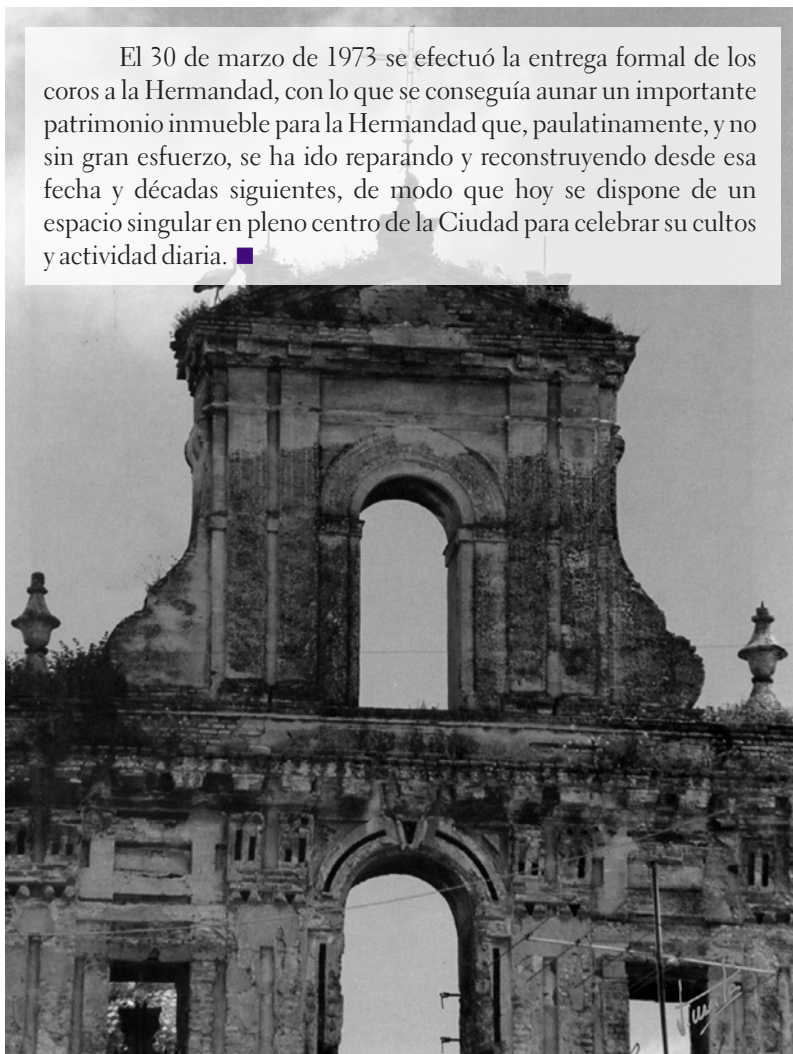 El 30 de marzo de 1973 se efectuó la entrega formal de los
coros a la Hermandad, con lo que se conseguía aunar un importante
patrimonio inmueble para la Hermandad que, paulatinamente, y no
sin gran esfuerzo, se ha ido reparando y reconstruyendo desde esa
fecha y décadas siguientes, de modo que hoy se dispone de un
espacio singular en pleno centro de la Ciudad para celebrar su cultos
y actividad diaria.